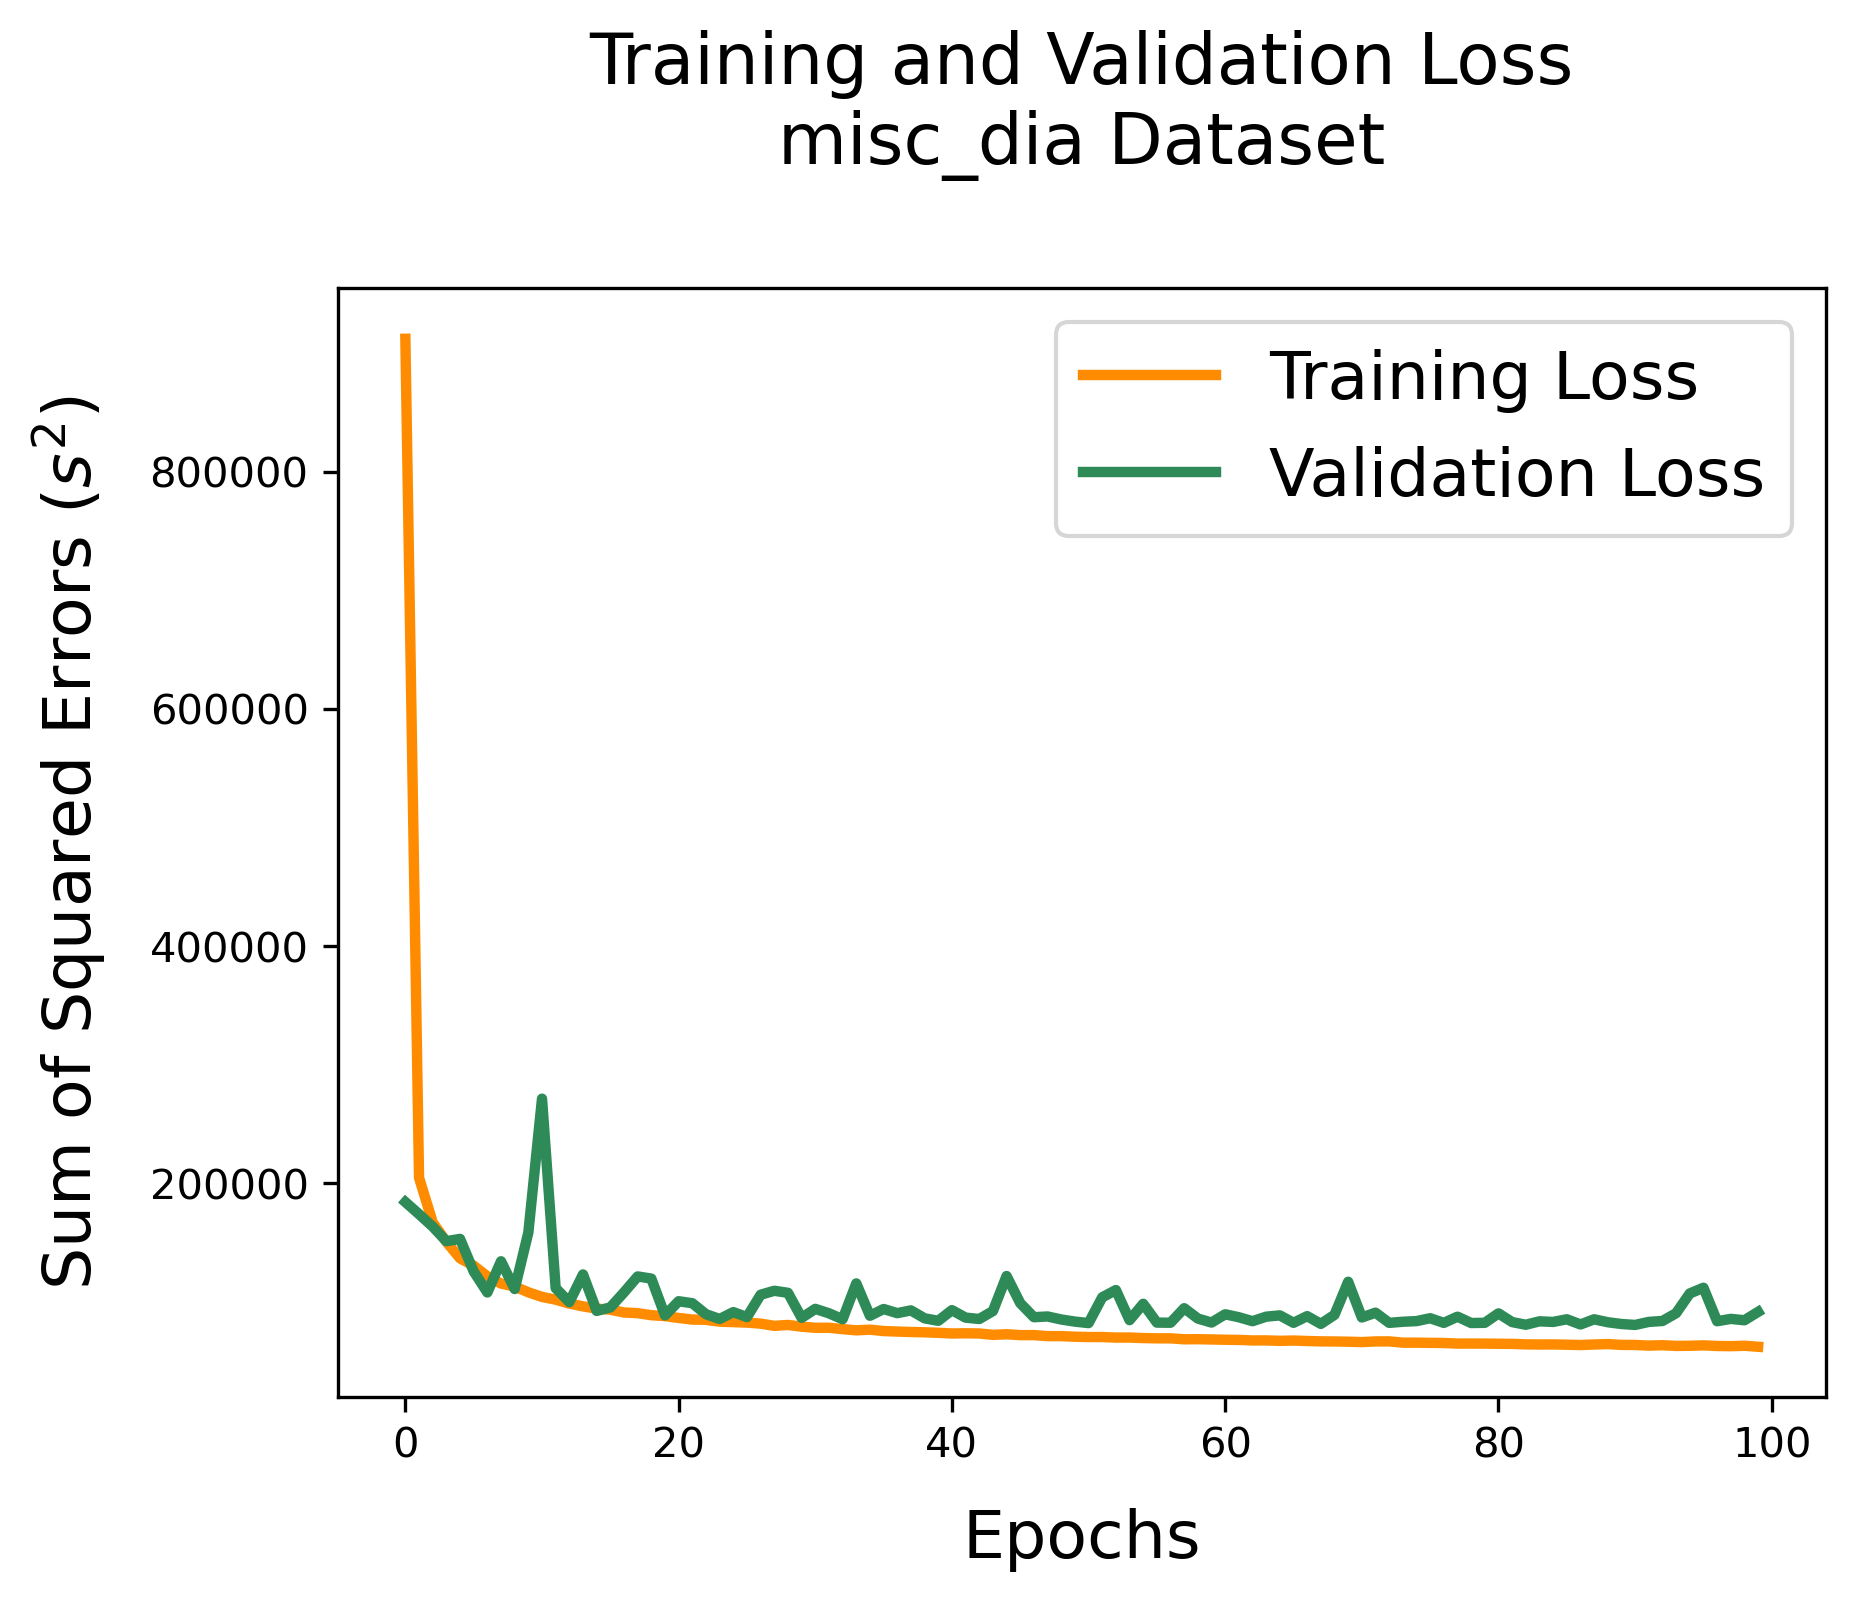 Training and Validation Loss
misc_dia Dataset
Training Loss
Validation Loss
Sum of Squared Errors (s²)
800000
600000
400000
200000
0 20 40 60 80 100
Epochs